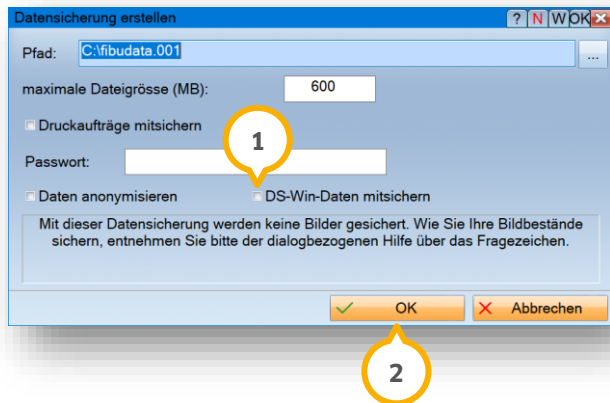 Datensicherung erstellen ? N W OK
Pfad: C:\fibudata.001 ...
maximale Dateigrösse (MB): 600
Druckaufträge mitsichern
1
Passwort:
Daten anonymisieren DS-Win-Daten mitsichern
Mit dieser Datensicherung werden keine Bilder gesichert. Wie Sie Ihre Bildbestände
sichern, entnehmen Sie bitte der dialogbezogenen Hilfe über das Fragezeichen.
OK Abbrechen
2